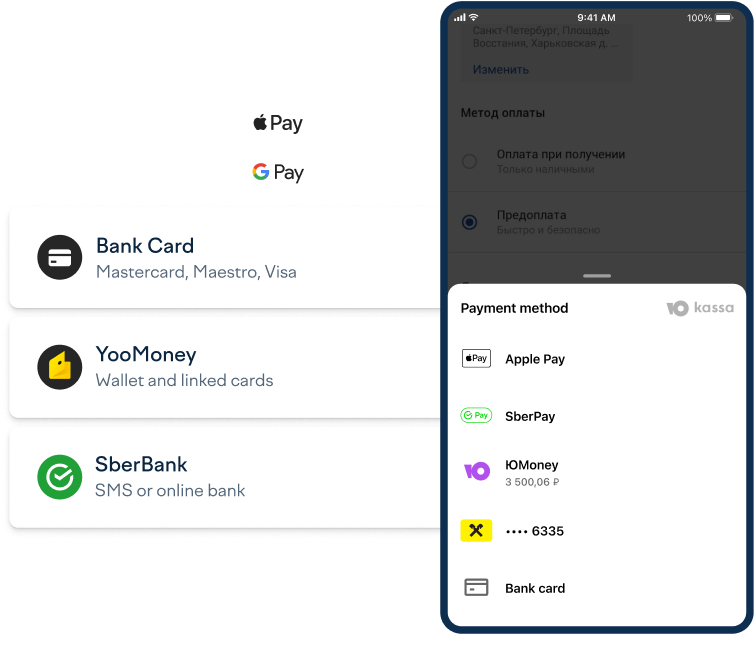 Pay
G Pay
Bank Card
Mastercard, Maestro, Visa
YooMoney
Wallet and linked cards
SberBank
SMS or online bank
9:41 AM
100%
Санкт-Петербург, Площадь
Восстания, Харьковская д. ...
Изменить
Метод оплаты
Оплата при получении
Только наличными
Предоплата
Быстро и безопасно
Payment method
Ю kassa
Pay
Apple Pay
Pay
SberPay
Ю
ЮMoney
3 500,06 ₽
•••• 6335
Bank card